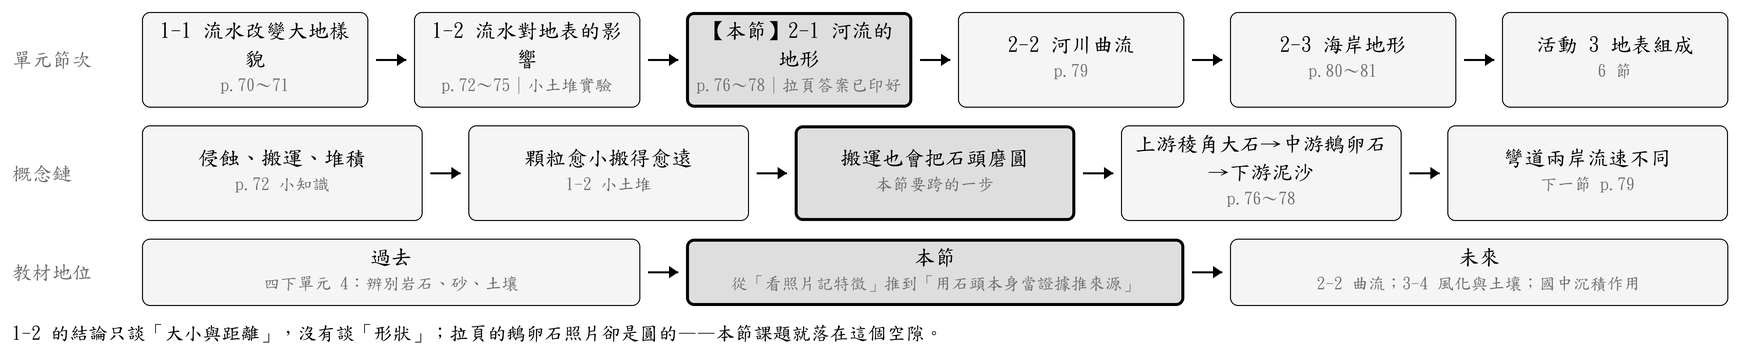 單元節次
1-1 流水改變大地樣
貌
p.70～71
1-2 流水對地表的影
響
p.72～75｜小土堆實驗
【本節】2-1 河流的
地形
p.76～78｜拉頁答案已印好
2-2 河川曲流
p.79
2-3 海岸地形
p.80～81
活動 3 地表組成
6 節
概念鏈
侵蝕、搬運、堆積
p.72 小知識
顆粒愈小搬得愈遠
1-2 小土堆
搬運也會把石頭磨圓
本節要跨的一步
上游稜角大石→中游鵝卵石
→下游泥沙
p.76～78
彎道兩岸流速不同
下一節 p.79
教材地位
過去
四下單元 4：辨別岩石、砂、土壤
本節
從「看照片記特徵」推到「用石頭本身當證據推來源」
未來
2-2 曲流；3-4 風化與土壤；國中沉積作用
1-2 的結論只談「大小與距離」，沒有談「形狀」；拉頁的鵝卵石照片卻是圓的——本節課題就落在這個空隙。